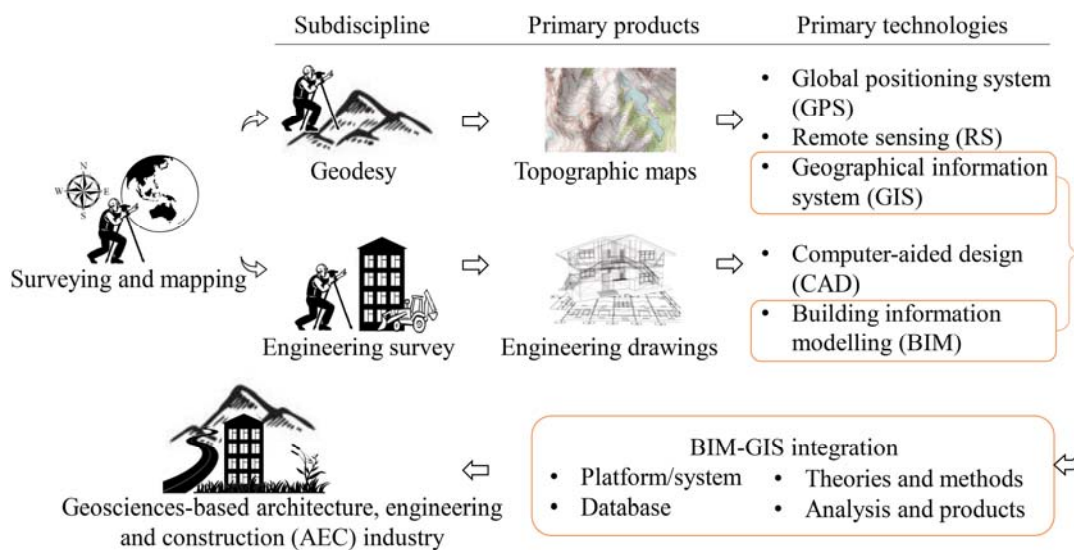 Subdiscipline
Primary products
Primary technologies
• Global positioning system
(GPS)
• Remote sensing (RS)
• Geographical information
system (GIS)
Geodesy
Topographic maps
N
W E
S
Surveying and mapping
• Computer-aided design
(CAD)
• Building information
modelling (BIM)
Engineering survey
Engineering drawings
BIM-GIS integration
• Platform/system
• Database
• Theories and methods
• Analysis and products
Geosciences-based architecture, engineering
and construction (AEC) industry